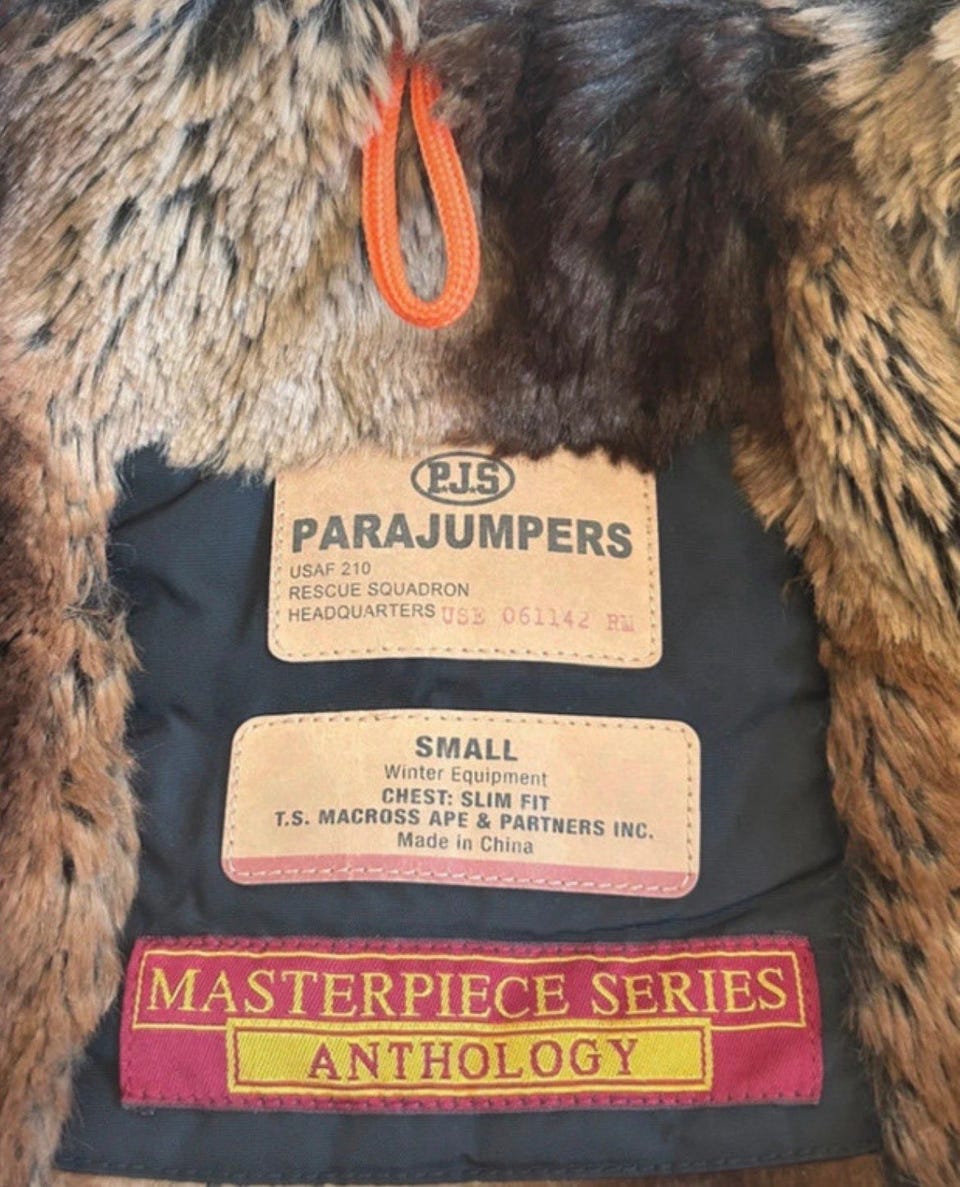 P.J.S
PARAJUMPERS
USAF 210
RESCUE SQUADRON
HEADQUARTERS USE 061142 RM
SMALL
Winter Equipment
CHEST: SLIM FIT
T.S. MACROSS APE & PARTNERS INC.
Made in China
MASTERPIECE SERIES
ANTHOLOGY